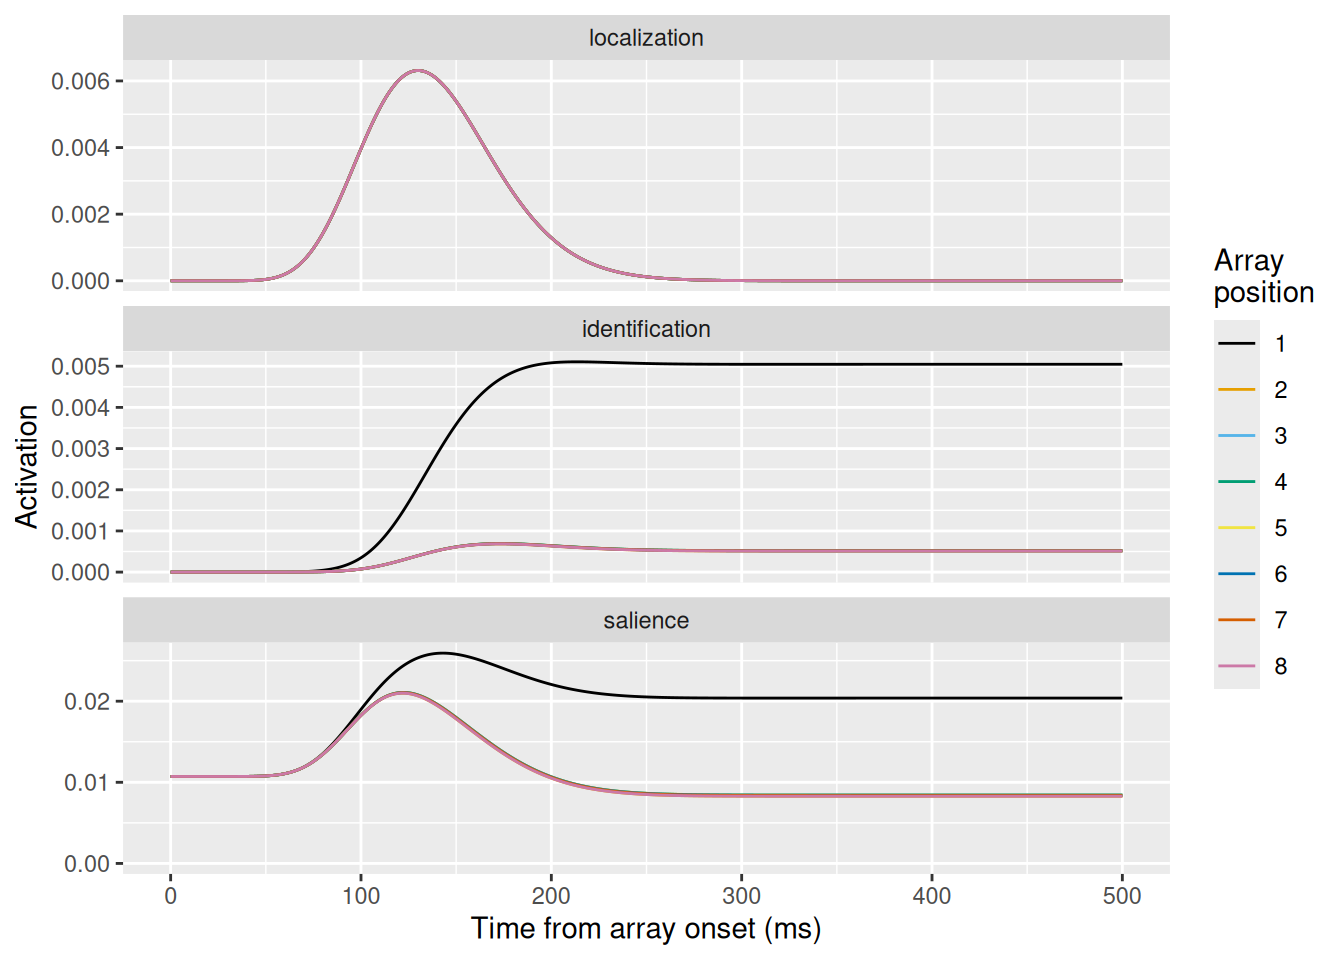 localization
0.006
0.004
0.002
0.000
identification
0.005
0.004
0.003
0.002
0.001
0.000
salience
0.02
0.01
0.00
0 100 200 300 400 500
Time from array onset (ms)
Activation
Array
position
1
2
3
4
5
6
7
8